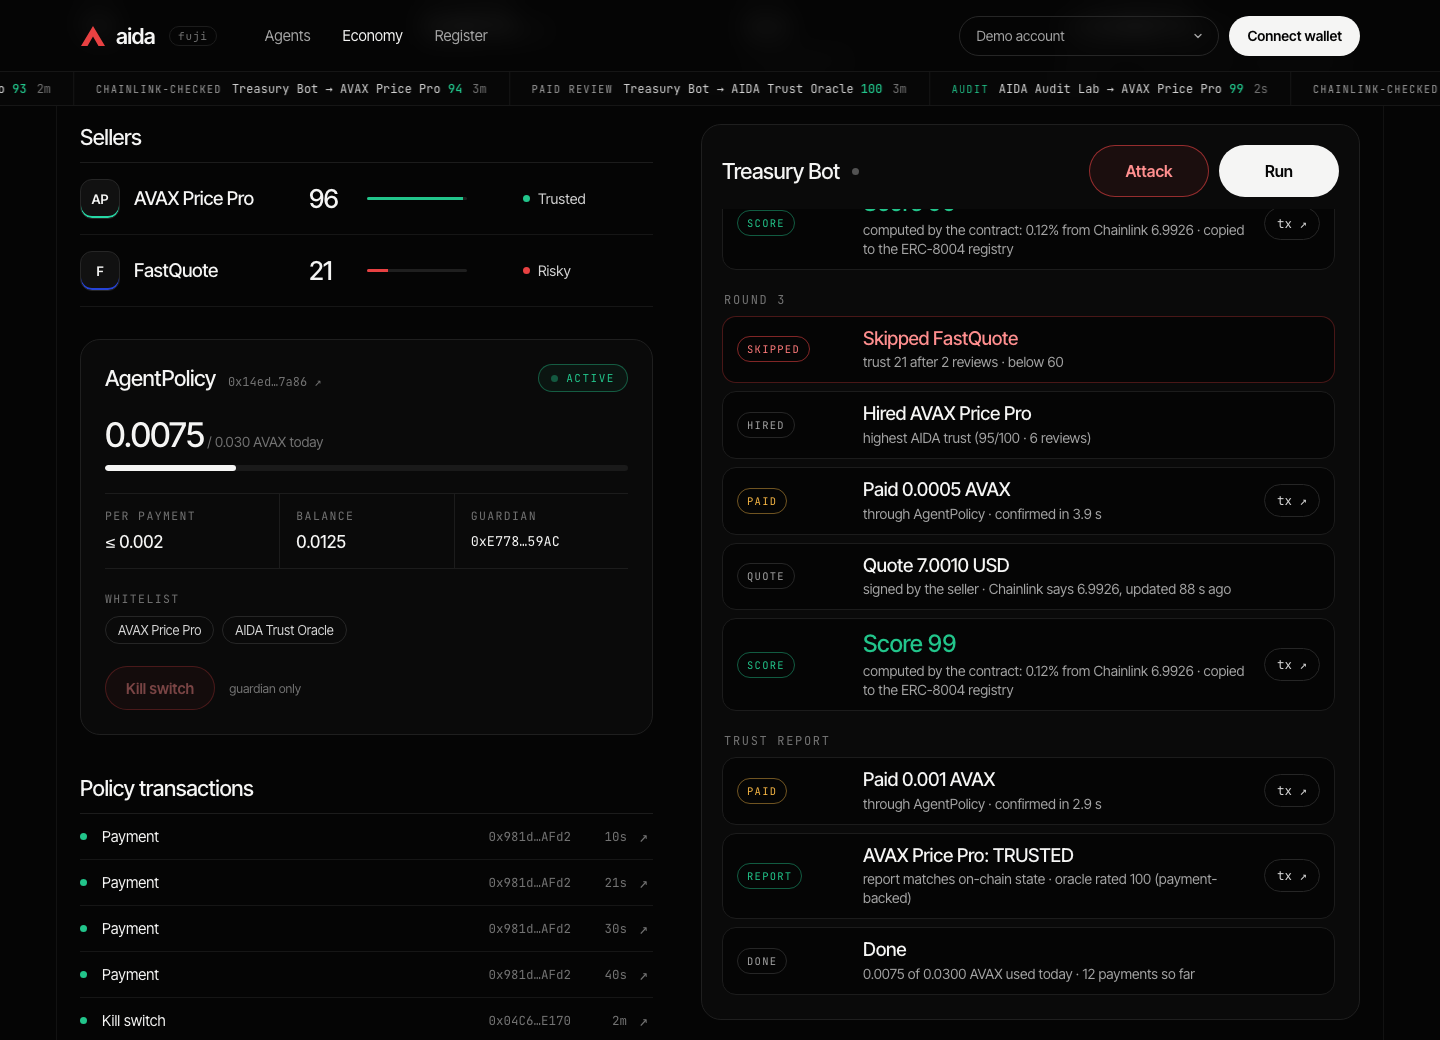 aida fuji Agents Economy Register Demo account Connect wallet
93 2m CHAINLINK-CHECKED Treasury Bot → AVAX Price Pro 94 3m PAID REVIEW Treasury Bot → AIDA Trust Oracle 100 3m AUDIT AIDA Audit Lab → AVAX Price Pro 99 2s CHAINLINK-CHECKED
Sellers
AP AVAX Price Pro 96 Trusted
F FastQuote 21 Risky
AgentPolicy 0x14ed…7a86 ↗ ACTIVE
0.0075 / 0.030 AVAX today
PER PAYMENT BALANCE GUARDIAN
≤ 0.002 0.0125 0xE778…59AC
WHITELIST
AVAX Price Pro AIDA Trust Oracle
Kill switch guardian only
Policy transactions
Payment 0x981d…AFd2 10s ↗
Payment 0x981d…AFd2 21s ↗
Payment 0x981d…AFd2 30s ↗
Payment 0x981d…AFd2 40s ↗
Kill switch 0x04C6…E170 2m ↗
Treasury Bot Attack Run
SCORE
computed by the contract: 0.12% from Chainlink 6.9926 · copied
to the ERC-8004 registry
tx ↗
ROUND 3
SKIPPED Skipped FastQuote
trust 21 after 2 reviews · below 60
HIRED Hired AVAX Price Pro
highest AIDA trust (95/100 · 6 reviews)
PAID Paid 0.0005 AVAX
through AgentPolicy · confirmed in 3.9 s
tx ↗
QUOTE Quote 7.0010 USD
signed by the seller · Chainlink says 6.9926, updated 88 s ago
SCORE Score 99
computed by the contract: 0.12% from Chainlink 6.9926 · copied
to the ERC-8004 registry
tx ↗
TRUST REPORT
PAID Paid 0.001 AVAX
through AgentPolicy · confirmed in 2.9 s
tx ↗
REPORT AVAX Price Pro: TRUSTED
report matches on-chain state · oracle rated 100 (payment-
backed)
tx ↗
DONE Done
0.0075 of 0.0300 AVAX used today · 12 payments so far